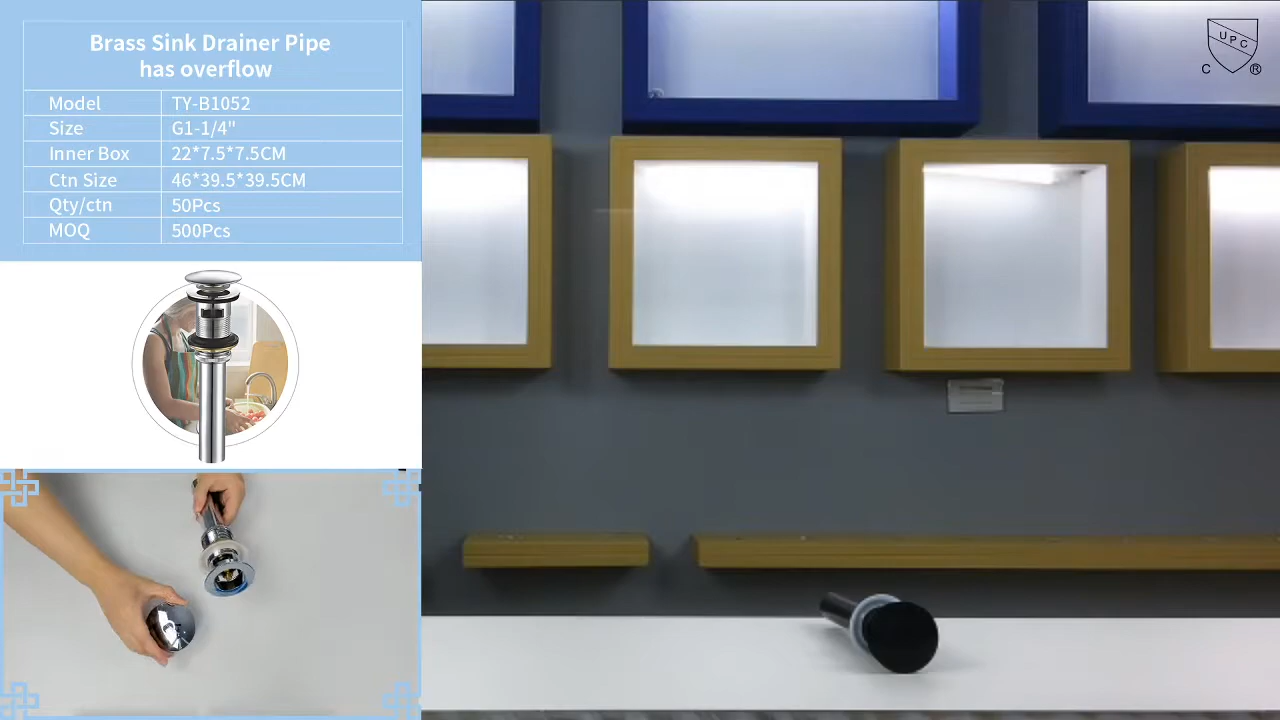 Brass Sink Drainer Pipe
has overflow
Model TY-B1052
Size G1-1/4"
Inner Box 22*7.5*7.5CM
Ctn Size 46*39.5*39.5CM
Qty/ctn 50Pcs
MOQ 500Pcs
UPC
C ®